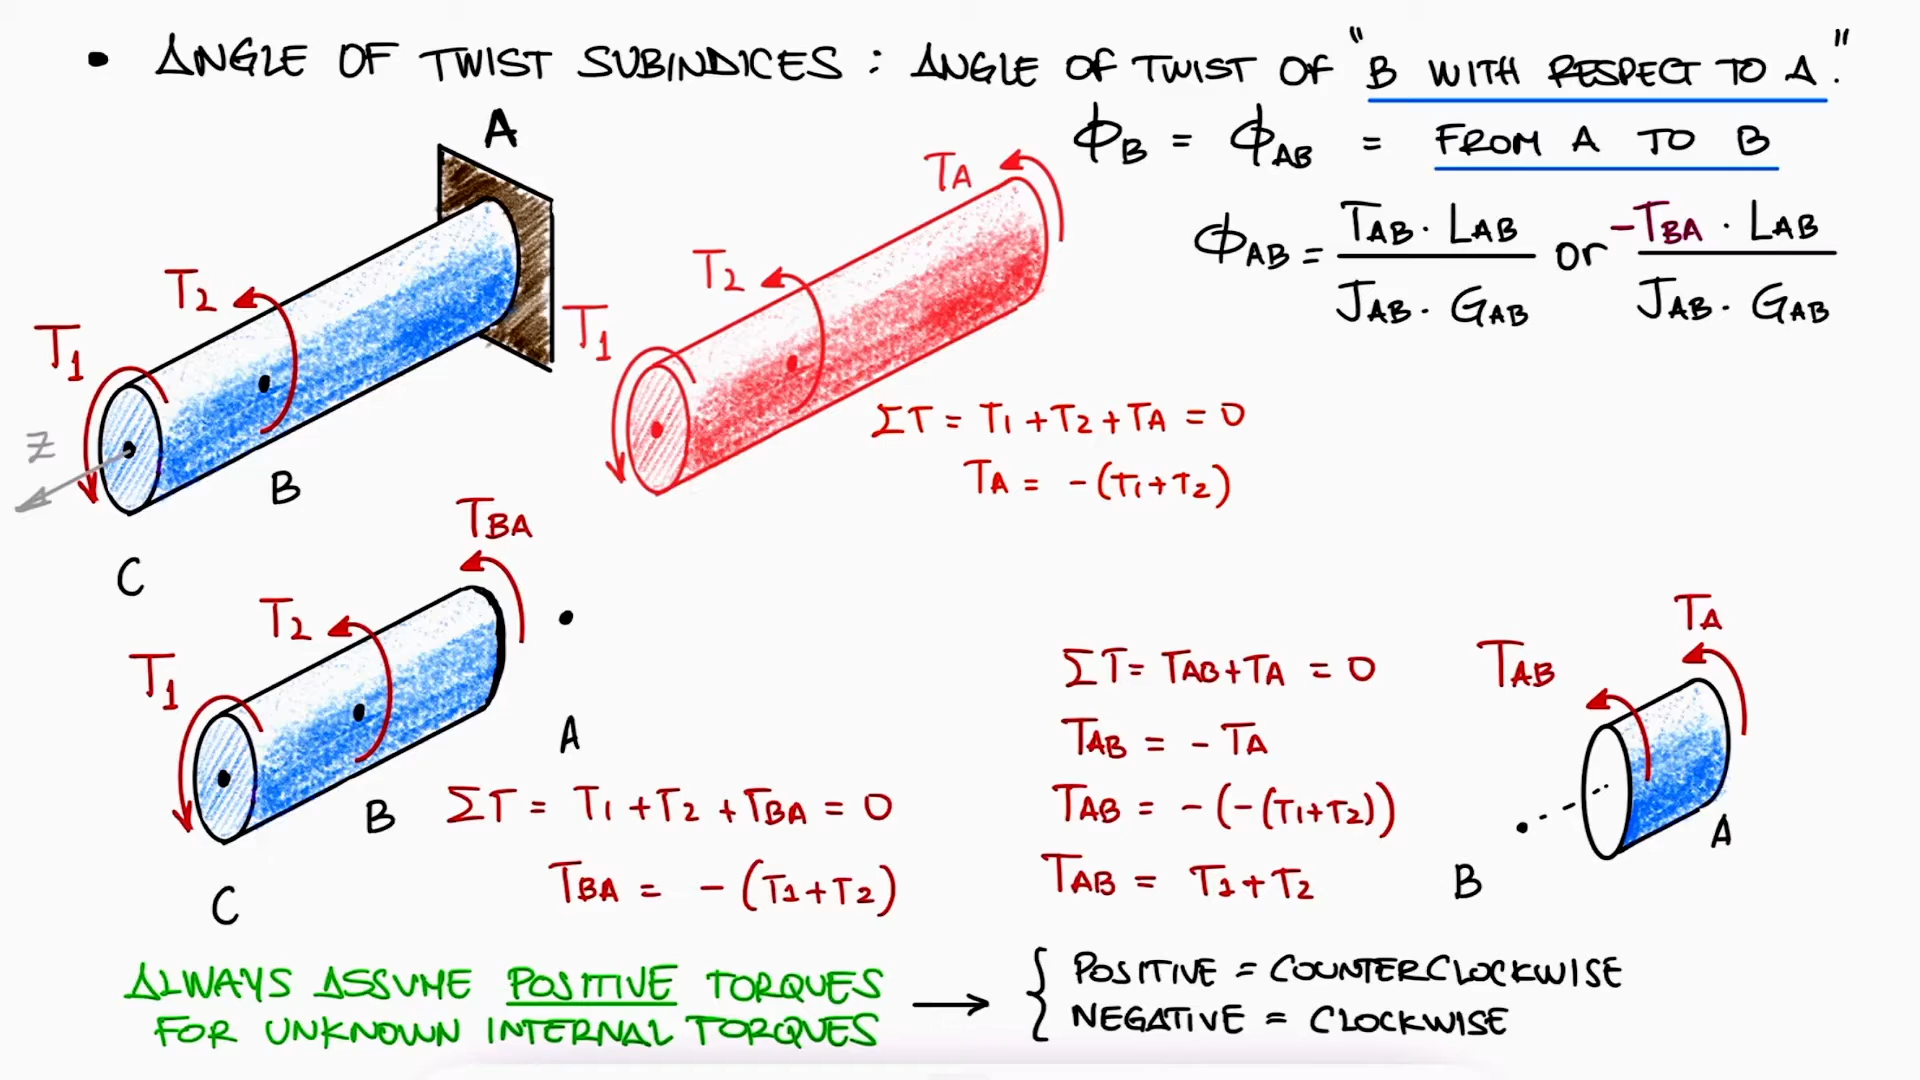 • ANGLE OF TWIST SUBINDICES : ANGLE OF TWIST OF "B WITH RESPECT TO A."
ϕB = ϕAB = FROM A TO B
ϕAB = TAB · LAB / JAB · GAB or -TBA · LAB / JAB · GAB
A
T2
T1
Z
B
C
TA
T2
T1
ΣT = T1 + T2 + TA = 0
TA = -(T1+T2)
TBA
T2
T1
A
B
C
ΣT = T1 + T2 + TBA = 0
TBA = -(T1+T2)
ΣT = TAB + TA = 0
TAB = -TA
TAB = -(-(T1+T2))
TAB = T1+T2
TA
TAB
A
B
ALWAYS ASSUME POSITIVE TORQUES
FOR UNKNOWN INTERNAL TORQUES
→ { POSITIVE = COUNTERCLOCKWISE
NEGATIVE = CLOCKWISE